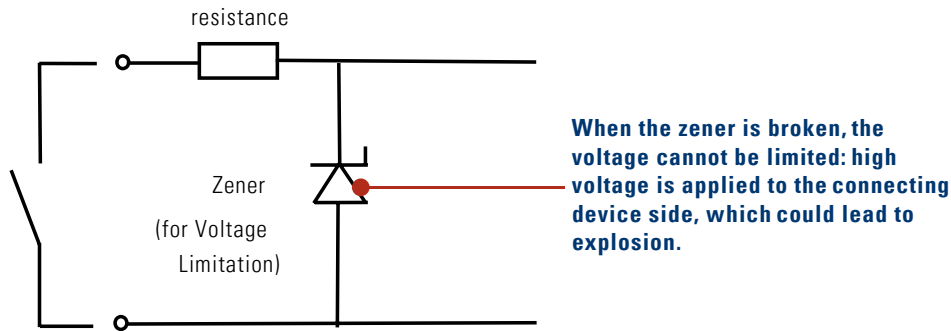 resistance
Zener
(for Voltage
Limitation)
When the zener is broken, the
voltage cannot be limited: high
voltage is applied to the connecting
device side, which could lead to
explosion.